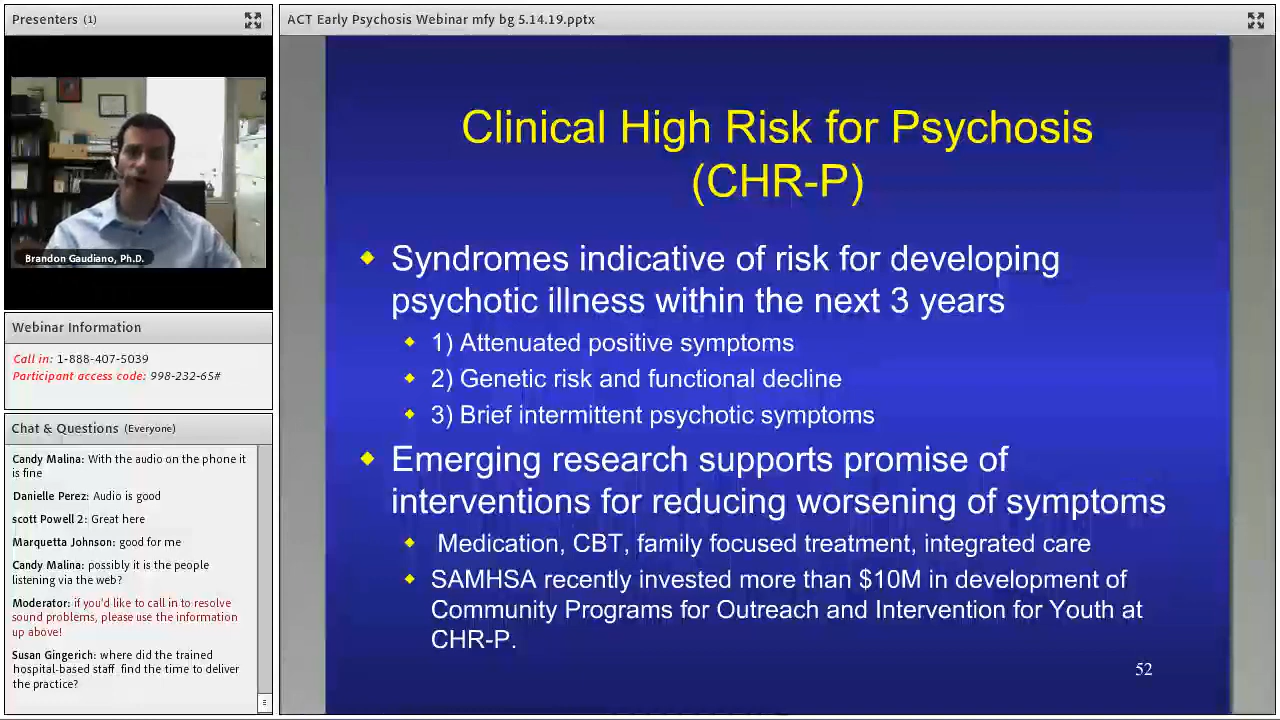 Presenters (1)
Brandon Gaudiano, Ph.D.
Webinar Information
Call in: 1-888-407-5039
Participant access code: 998-232-65#
Chat & Questions (Everyone)
Candy Malina: With the audio on the phone it
is fine
Danielle Perez: Audio is good
scott Powell 2: Great here
Marquetta Johnson: good for me
Candy Malina: possibly it is the people
listening via the web?
Moderator: if you'd like to call in to resolve
sound problems, please use the information
up above!
Susan Gingerich: where did the trained
hospital-based staff find the time to deliver
the practice?
ACT Early Psychosis Webinar mfy bg 5.14.19.pptx
Clinical High Risk for Psychosis
(CHR-P)
Syndromes indicative of risk for developing
psychotic illness within the next 3 years
1) Attenuated positive symptoms
2) Genetic risk and functional decline
3) Brief intermittent psychotic symptoms
Emerging research supports promise of
interventions for reducing worsening of symptoms
Medication, CBT, family focused treatment, integrated care
SAMHSA recently invested more than $10M in development of
Community Programs for Outreach and Intervention for Youth at
CHR-P.
52